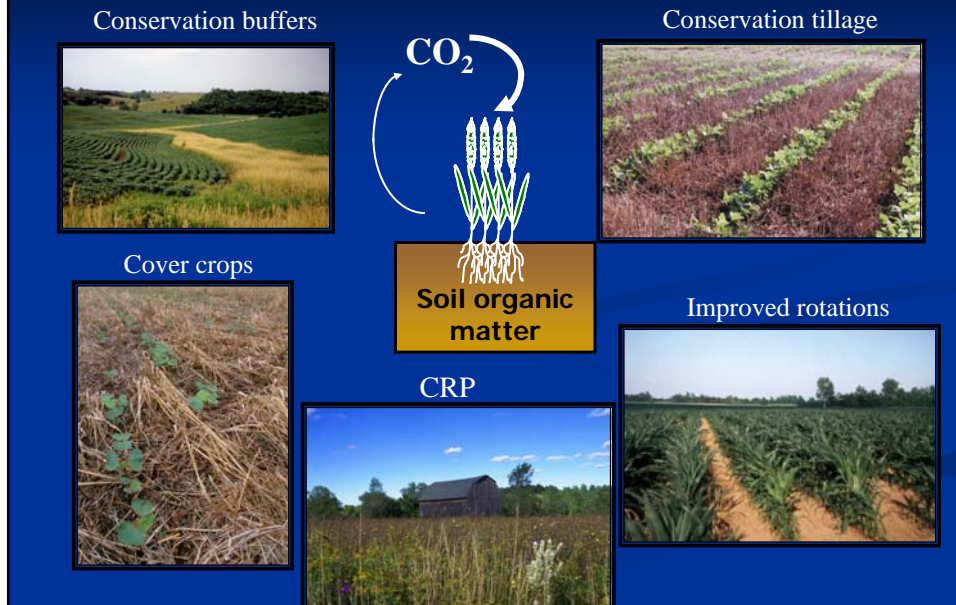 Conservation buffers
CO₂
Conservation tillage
Cover crops
Soil organic
matter
Improved rotations
CRP